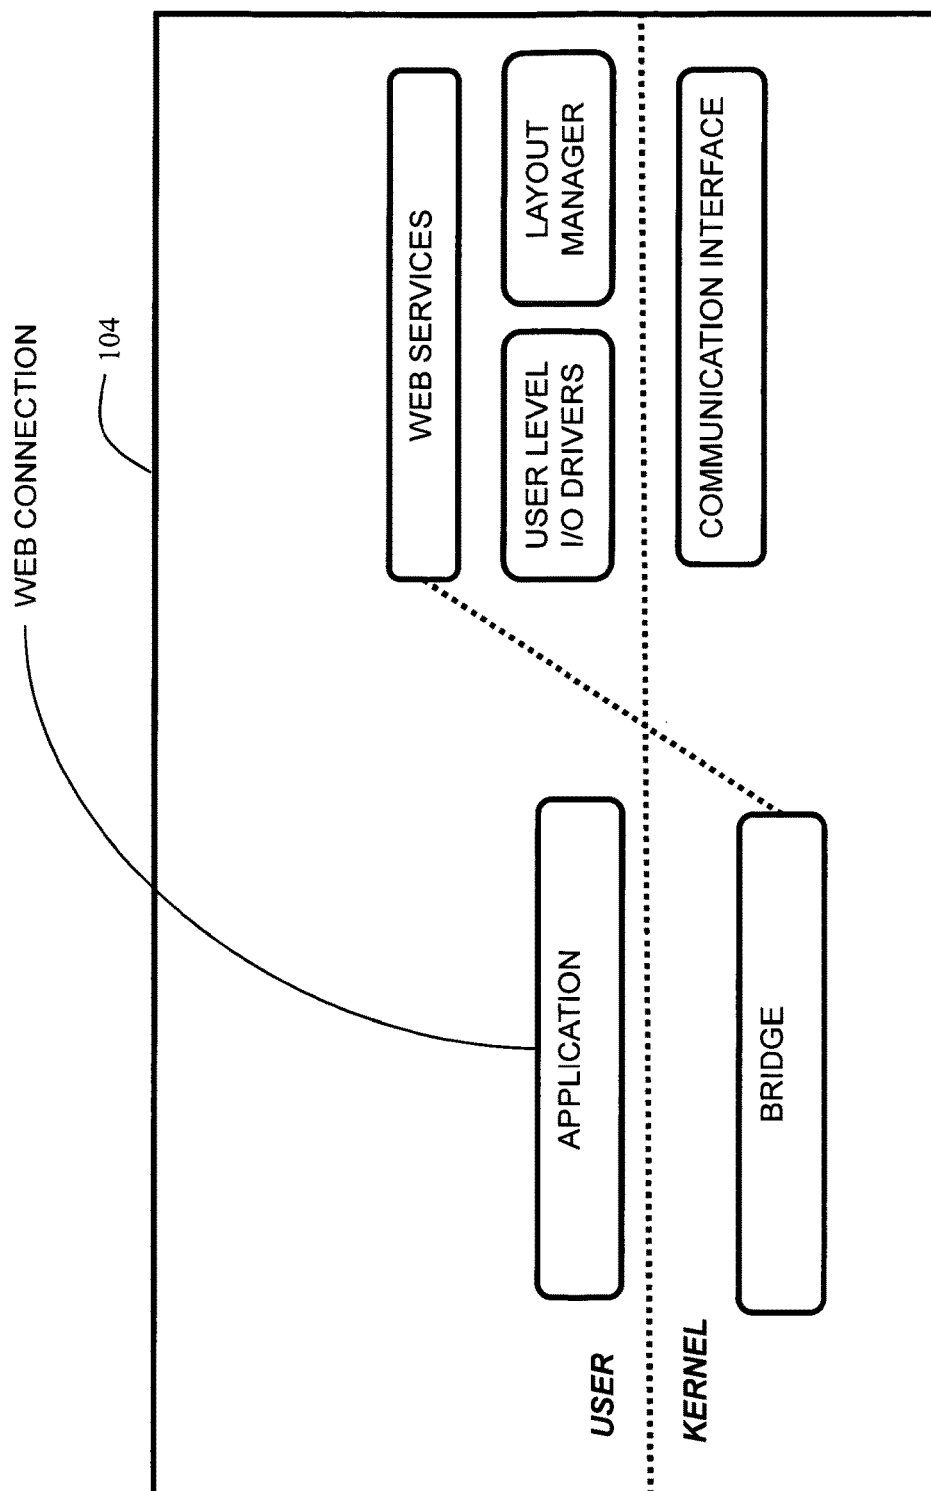 WEB CONNECTION
104
WEB SERVICES
USER LEVEL
I/O DRIVERS
LAYOUT
MANAGER
APPLICATION
USER
KERNEL
COMMUNICATION INTERFACE
BRIDGE